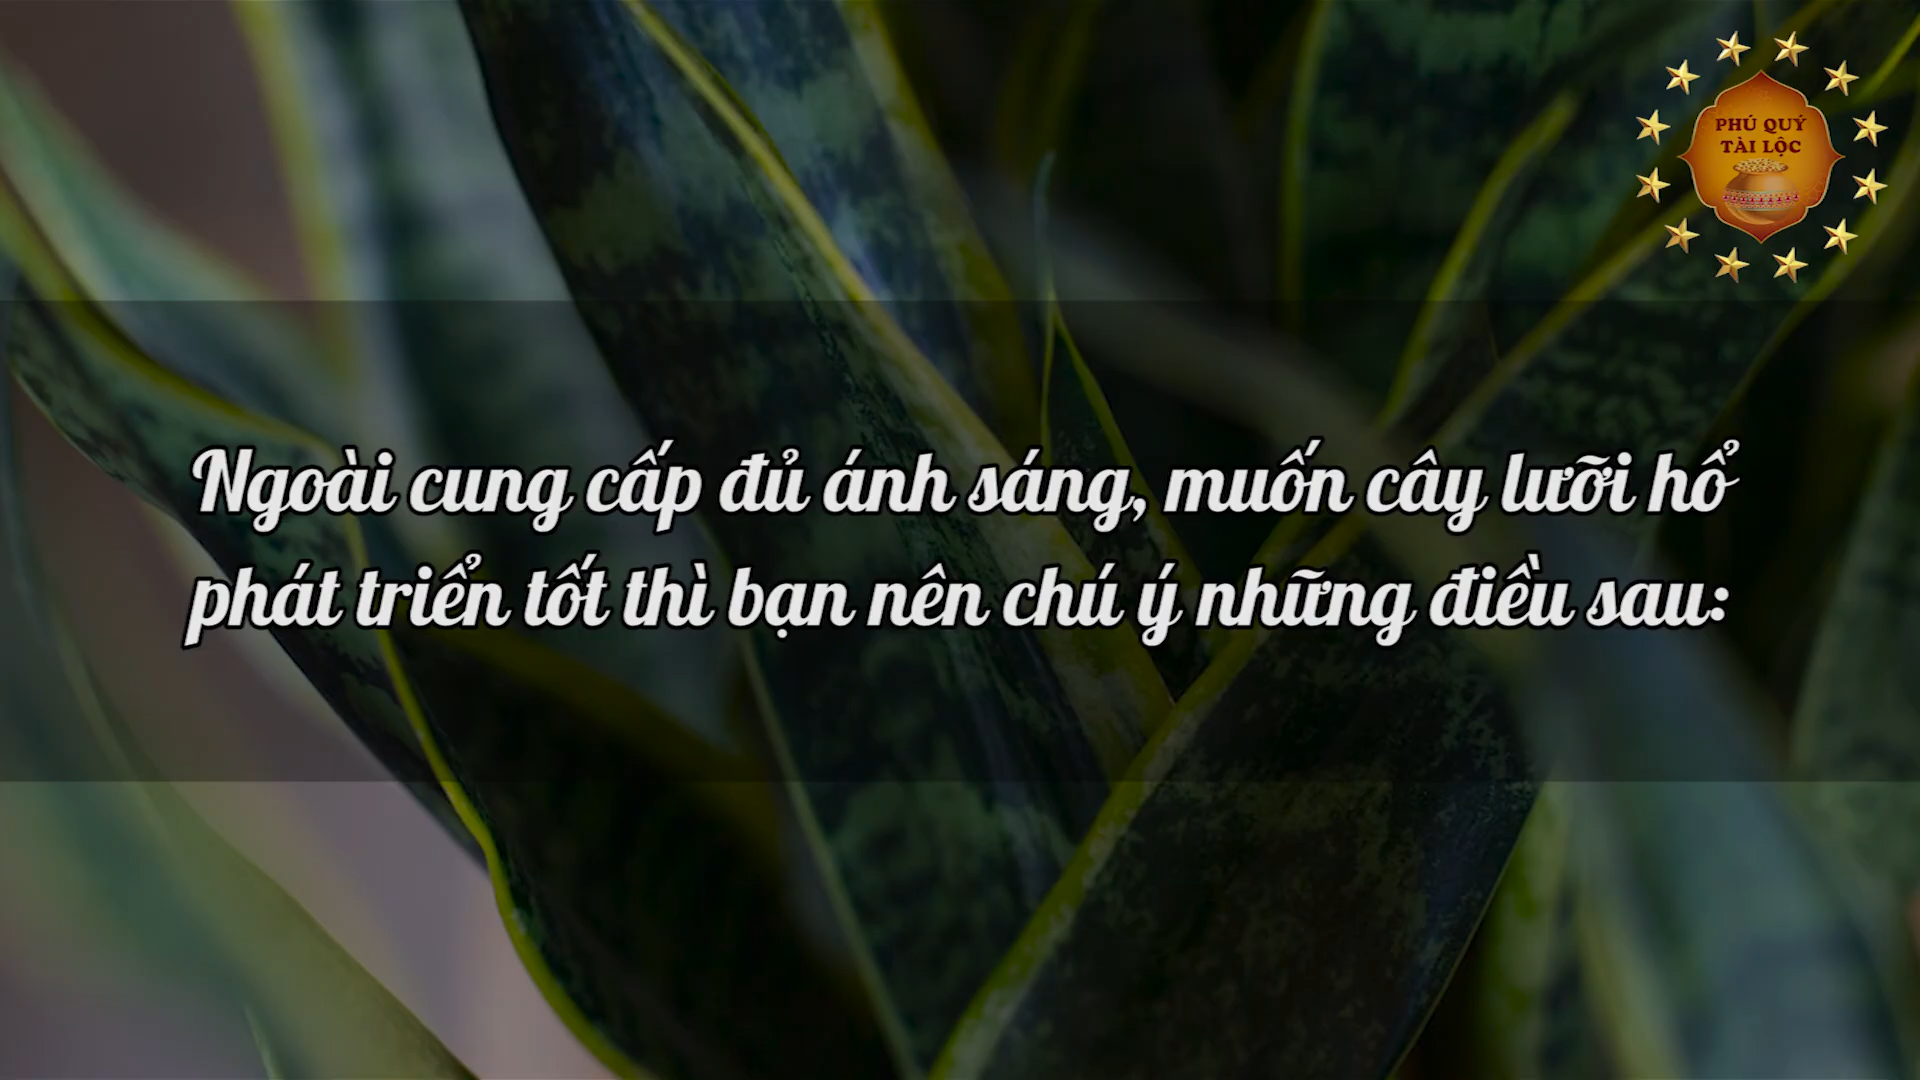 PHÚ QUÝ
TÀI LỘC
Ngoài cung cấp đủ ánh sáng, muốn cây lưỡi hổ
phát triển tốt thì bạn nên chú ý những điều sau: